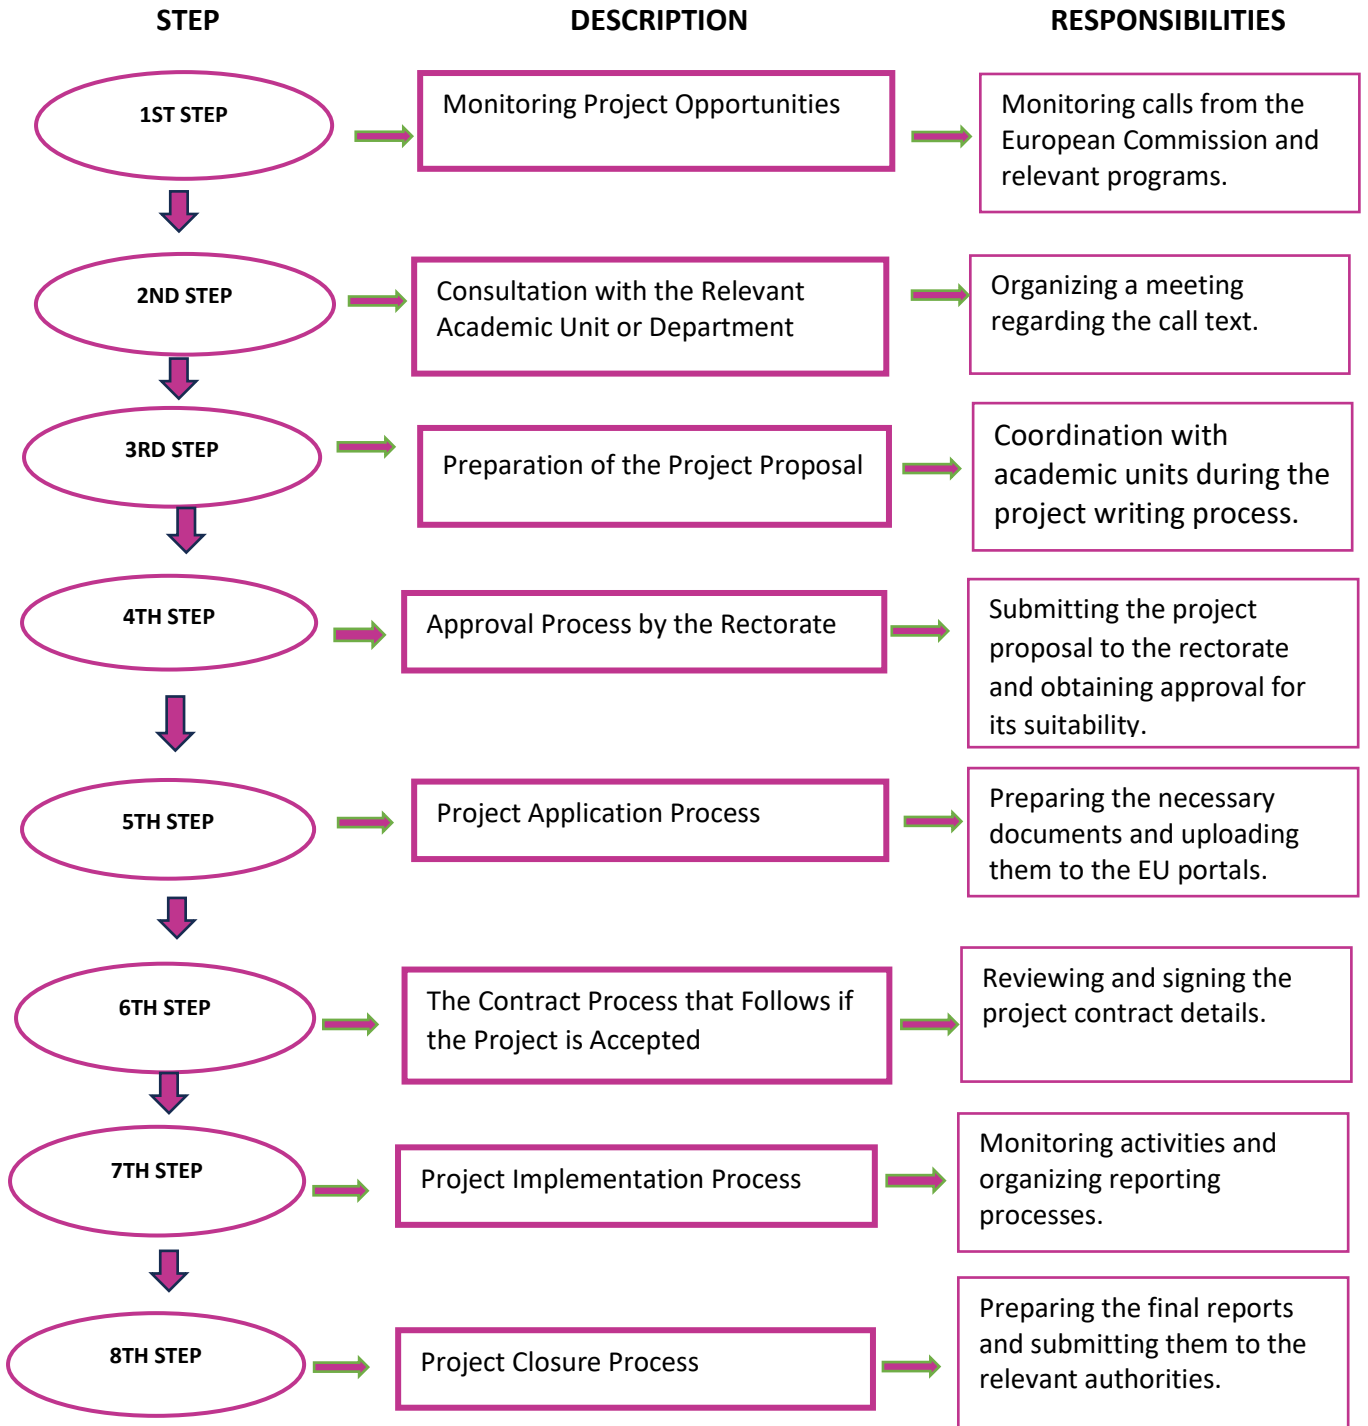 STEP DESCRIPTION RESPONSIBILITIES
1ST STEP
Monitoring Project Opportunities
Monitoring calls from the
European Commission and
relevant programs.
2ND STEP
Consultation with the Relevant
Academic Unit or Department
Organizing a meeting
regarding the call text.
3RD STEP
Preparation of the Project Proposal
Coordination with
academic units during the
project writing process.
4TH STEP
Approval Process by the Rectorate
Submitting the project
proposal to the rectorate
and obtaining approval for
its suitability.
5TH STEP
Project Application Process
Preparing the necessary
documents and uploading
them to the EU portals.
6TH STEP
The Contract Process that Follows if
the Project is Accepted
Reviewing and signing the
project contract details.
7TH STEP
Project Implementation Process
Monitoring activities and
organizing reporting
processes.
8TH STEP
Project Closure Process
Preparing the final reports
and submitting them to the
relevant authorities.